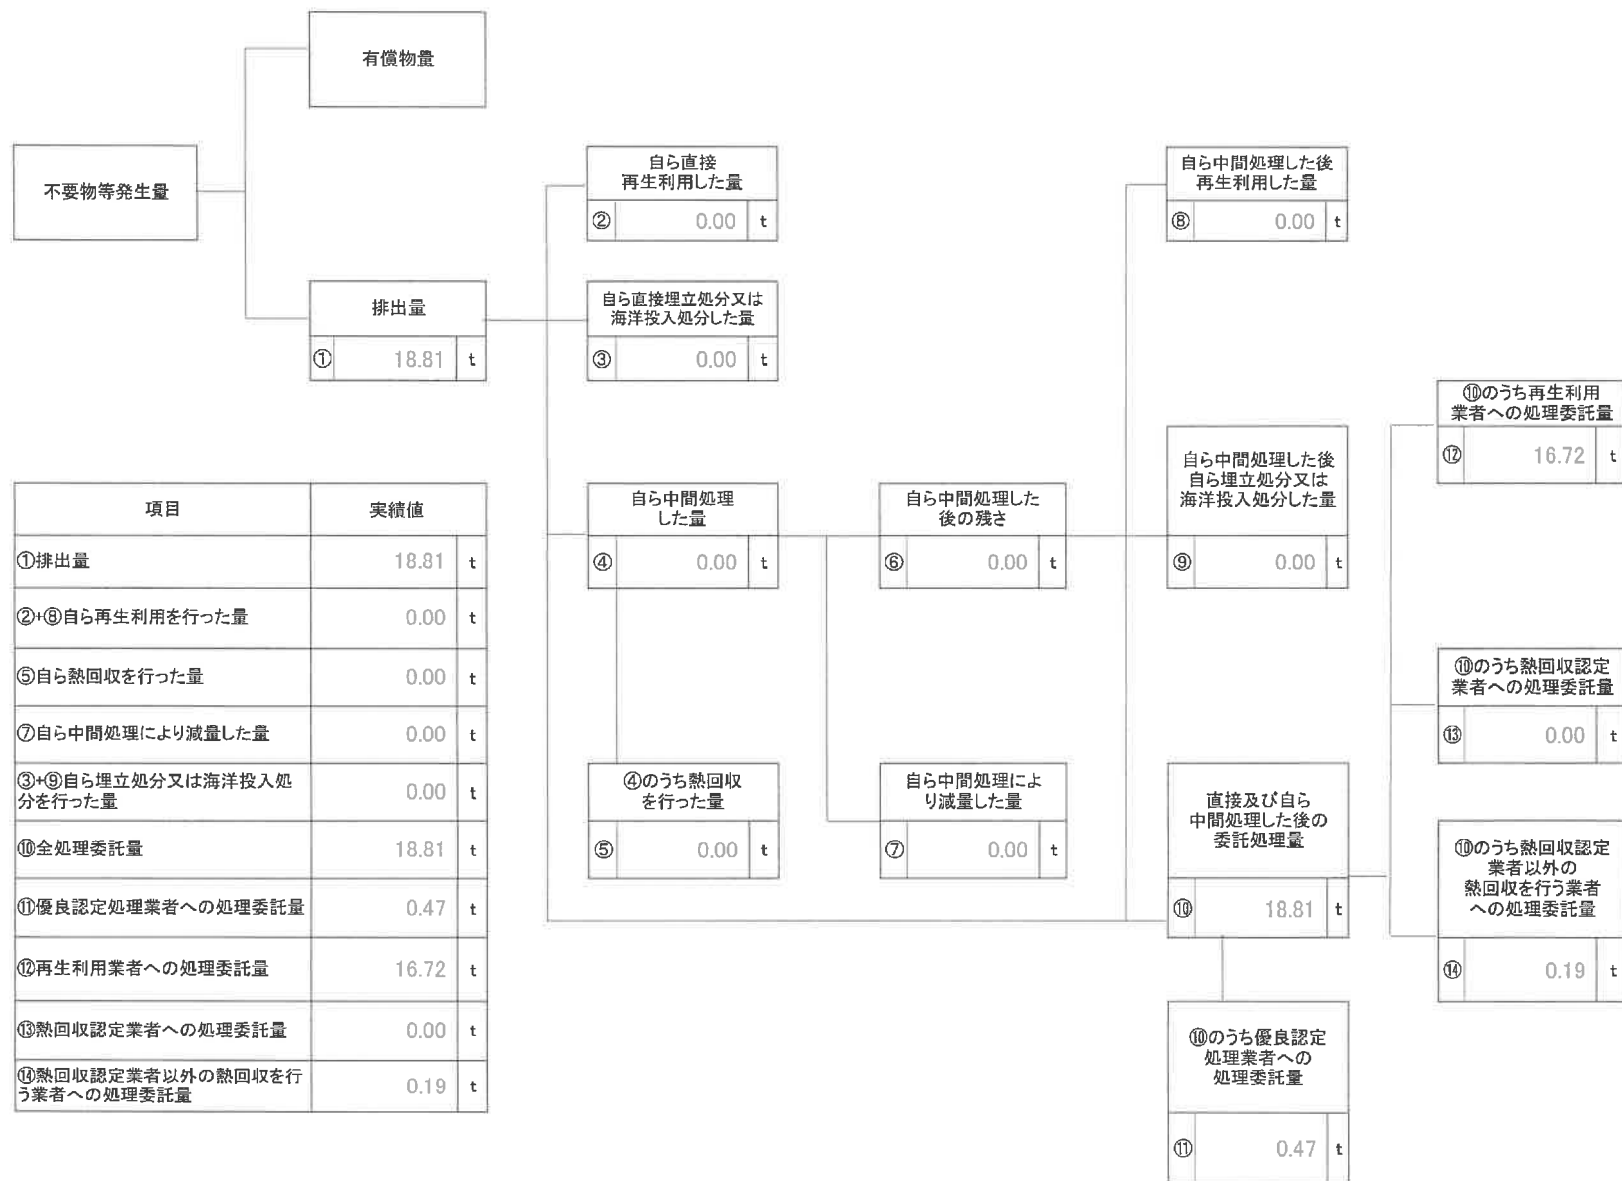 有償物量
不要物等発生量
排出量
① 18.81 t
自ら直接
再生利用した量
② 0.00 t
自ら直接埋立処分又は
海洋投入処分した量
③ 0.00 t
自ら中間処理
した量
④ 0.00 t
④のうち熱回収
を行った量
⑤ 0.00 t
自ら中間処理した
後の残さ
⑥ 0.00 t
自ら中間処理によ
り減量した量
⑦ 0.00 t
自ら中間処理した後
再生利用した量
⑧ 0.00 t
自ら中間処理した後
自ら埋立処分又は
海洋投入処分した量
⑨ 0.00 t
直接及び自ら
中間処理した後の
委託処理量
⑩ 18.81 t
⑩のうち優良認定
処理業者への
処理委託量
⑪ 0.47 t
⑩のうち再生利用
業者への処理委託量
⑫ 16.72 t
⑩のうち熱回収認定
業者への処理委託量
⑬ 0.00 t
⑩のうち熱回収認定
業者以外の
熱回収を行う業者
への処理委託量
⑭ 0.19 t
項目 実績値
①排出量 18.81 t
②+⑧自ら再生利用を行った量 0.00 t
⑤自ら熱回収を行った量 0.00 t
⑦自ら中間処理により減量した量 0.00 t
③+⑨自ら埋立処分又は海洋投入処
分を行った量 0.00 t
⑩全処理委託量 18.81 t
⑪優良認定処理業者への処理委託量 0.47 t
⑫再生利用業者への処理委託量 16.72 t
⑬熱回収認定業者への処理委託量 0.00 t
⑭熱回収認定業者以外の熱回収を行
う業者への処理委託量 0.19 t